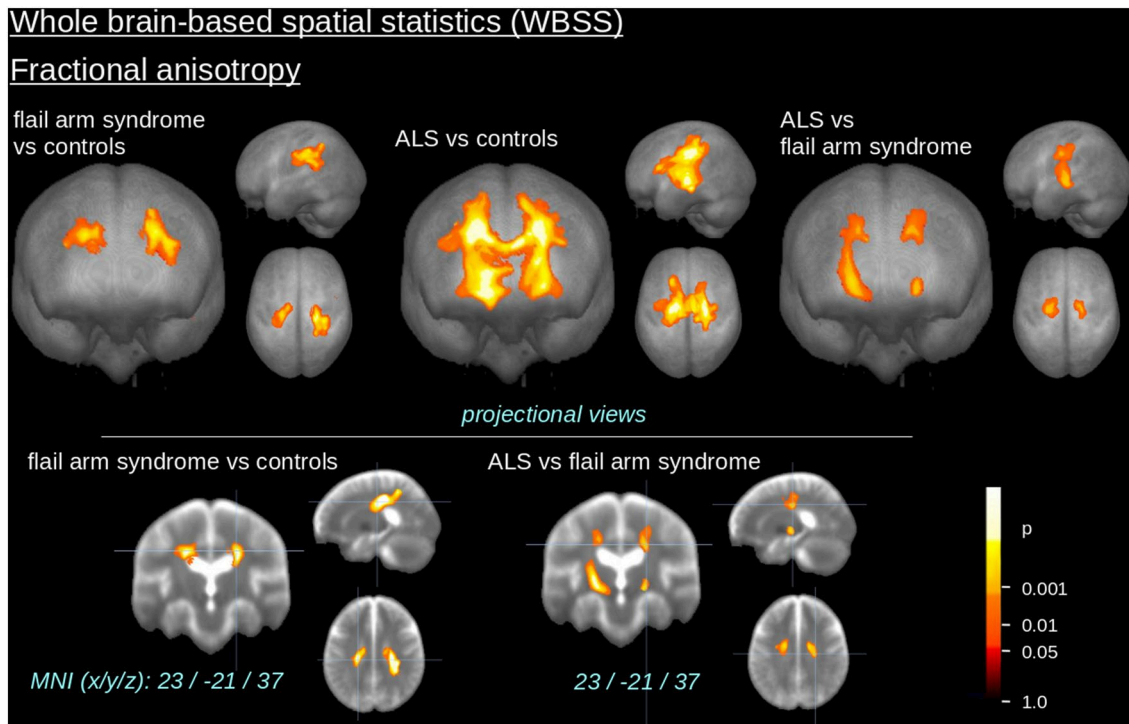 Whole brain-based spatial statistics (WBSS)
Fractional anisotropy
flail arm syndrome
vs controls
ALS vs controls
ALS vs
flail arm syndrome
projectional views
flail arm syndrome vs controls
ALS vs flail arm syndrome
p
0.001
0.01
0.05
1.0
MNI (x/y/z): 23 / -21 / 37
23 / -21 / 37